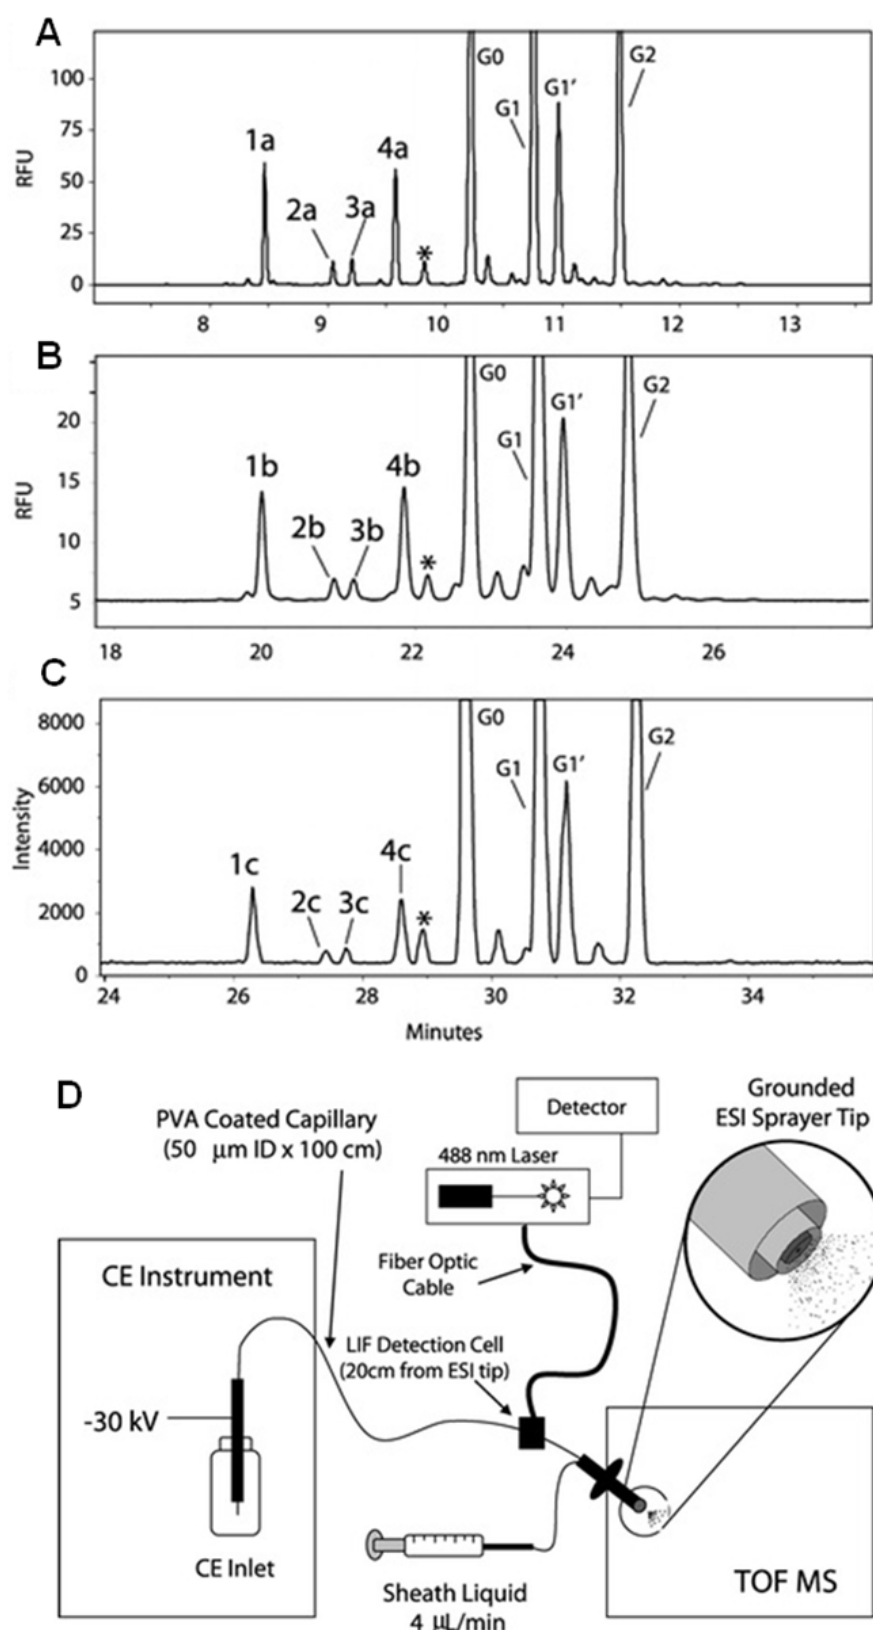 A
RFU
100
75
50
25
0
1a
2a
3a
4a
*
G0
G1
G1’
G2
8
9
10
11
12
13
B
RFU
20
15
10
5
1b
2b
3b
4b
*
G0
G1
G1’
G2
18
20
22
24
26
C
Intensity
8000
6000
4000
2000
0
1c
2c
3c
4c
*
G0
G1
G1’
G2
24
26
28
30
32
34
Minutes
D
PVA Coated Capillary
(50 μm ID x 100 cm)
Detector
488 nm Laser
Grounded
ESI Sprayer Tip
CE Instrument
Fiber Optic
Cable
LIF Detection Cell
(20cm from ESI tip)
-30 kV
CE Inlet
Sheath Liquid
4 μL/min
TOF MS